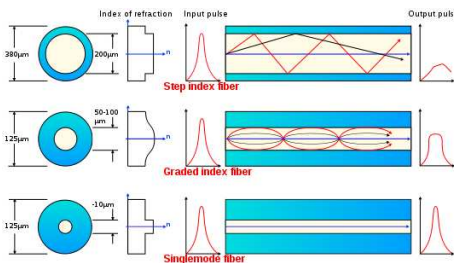 Index of refraction Input pulse Output puls
380µm 200µm n
Step index fiber
50-100
µm
125µm n
Graded index fiber
-10µm
125µm n
Singlemode fiber